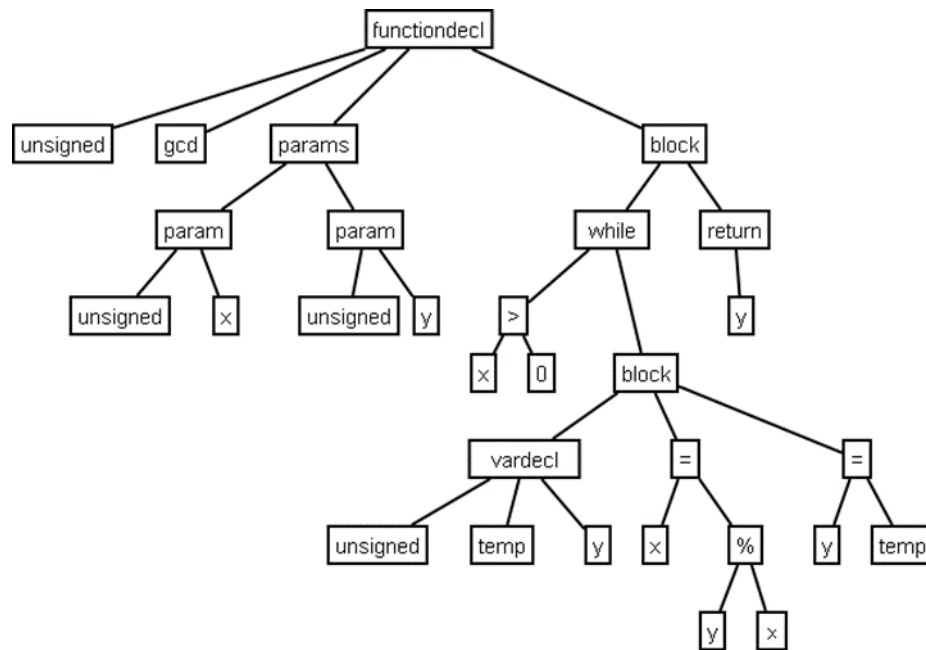 functiondecl
unsigned gcd params block
param param while return
unsigned x unsigned y > y
x 0 block
vardecl = =
unsigned temp y x % y temp
y x